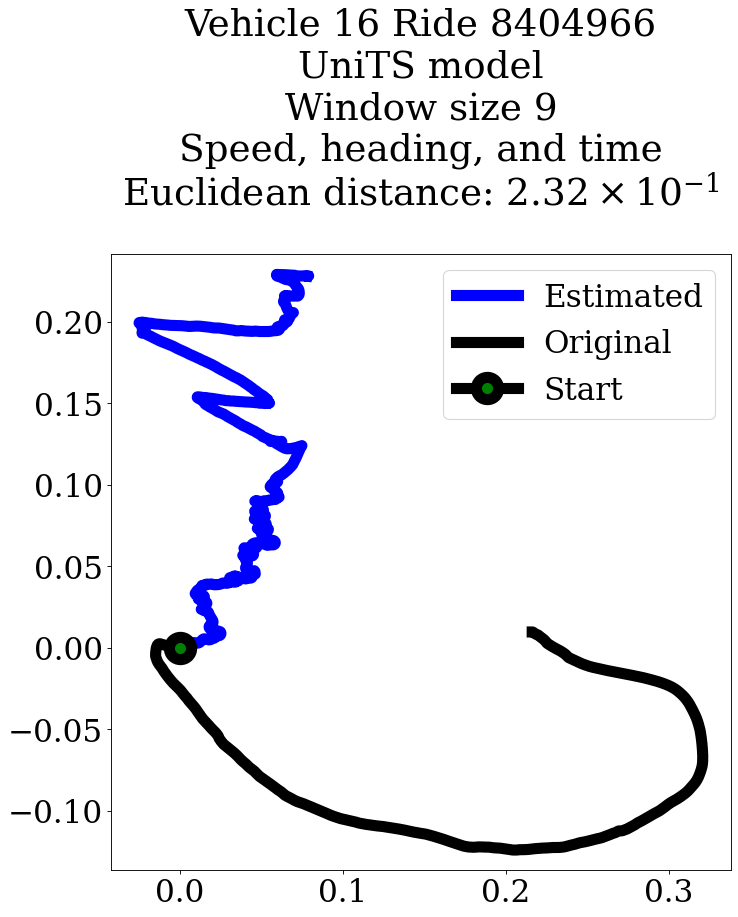 Vehicle 16 Ride 8404966
UniTS model
Window size 9
Speed, heading, and time
Euclidean distance: $2.32 \times 10^{-1}$
Estimated
Original
Start
0.20
0.15
0.10
0.05
0.00
−0.05
−0.10
0.0 0.1 0.2 0.3